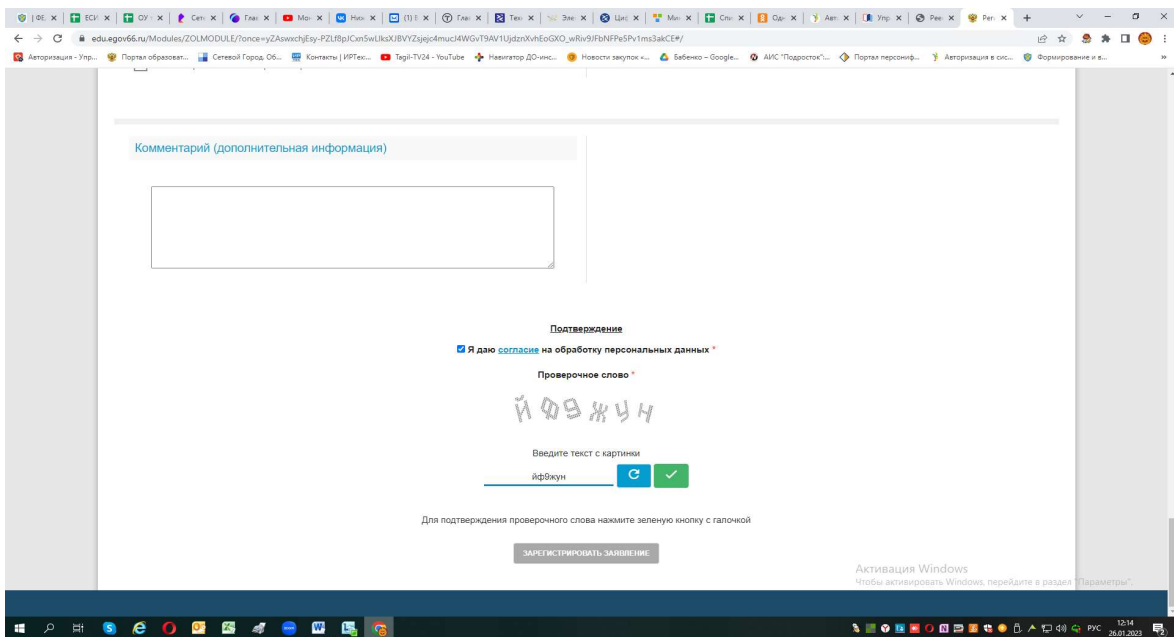 edu.egov66.ru/Modules/ZOLMODULE/?once=yZAswxchjEsy-PZLf8pJCxn5wLlksXJBVYZsjejc4mucJ4WGvT9AV1UjdznXvhEoGXO_wRiv9JFbNFPe5Pv1ms3akCE#/
Авторизация - Упр... Портал образоват... Сетевой Город. Об... Контакты | ИРТех:... Tagil-TV24 - YouTube Навигатор ДО-инс... Новости закупок «... Бабенко – Google... АИС "Подросток":... Портал персониф... Авторизация в сис... Формирование и в...
Комментарий (дополнительная информация)
Подтверждение
Я даю согласие на обработку персональных данных *
Проверочное слово *
й ф 9 ж у н
Введите текст с картинки
йф9жун
Для подтверждения проверочного слова нажмите зеленую кнопку с галочкой
ЗАРЕГИСТРИРОВАТЬ ЗАЯВЛЕНИЕ
Активация Windows
Чтобы активировать Windows, перейдите в раздел "Параметры".
РУС 12:14
26.01.2023